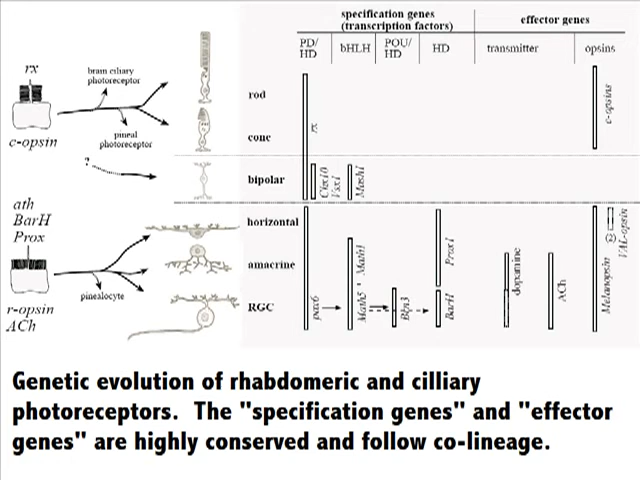 specification genes
(transcription factors)
effector genes
PD/
HD
bHLH
POU/
HD
HD
transmitter
opsins
rx
brain ciliary
photoreceptor
pineal
photoreceptor
c-opsin
?
ath
BarH
Prox
pinealocyte
r-opsin
ACh
rod
cone
bipolar
horizontal
amacrine
RGC
rx
Chx10
Vsx1
Mash1
pax6
Math5
Math1
Brn3
Prox1
BarH
dopamine
ACh
c-opsins
Melanopsin
VAL-opsin
(?)
Genetic evolution of rhabdomeric and cilliary
photoreceptors. The "specification genes" and "effector
genes" are highly conserved and follow co-lineage.